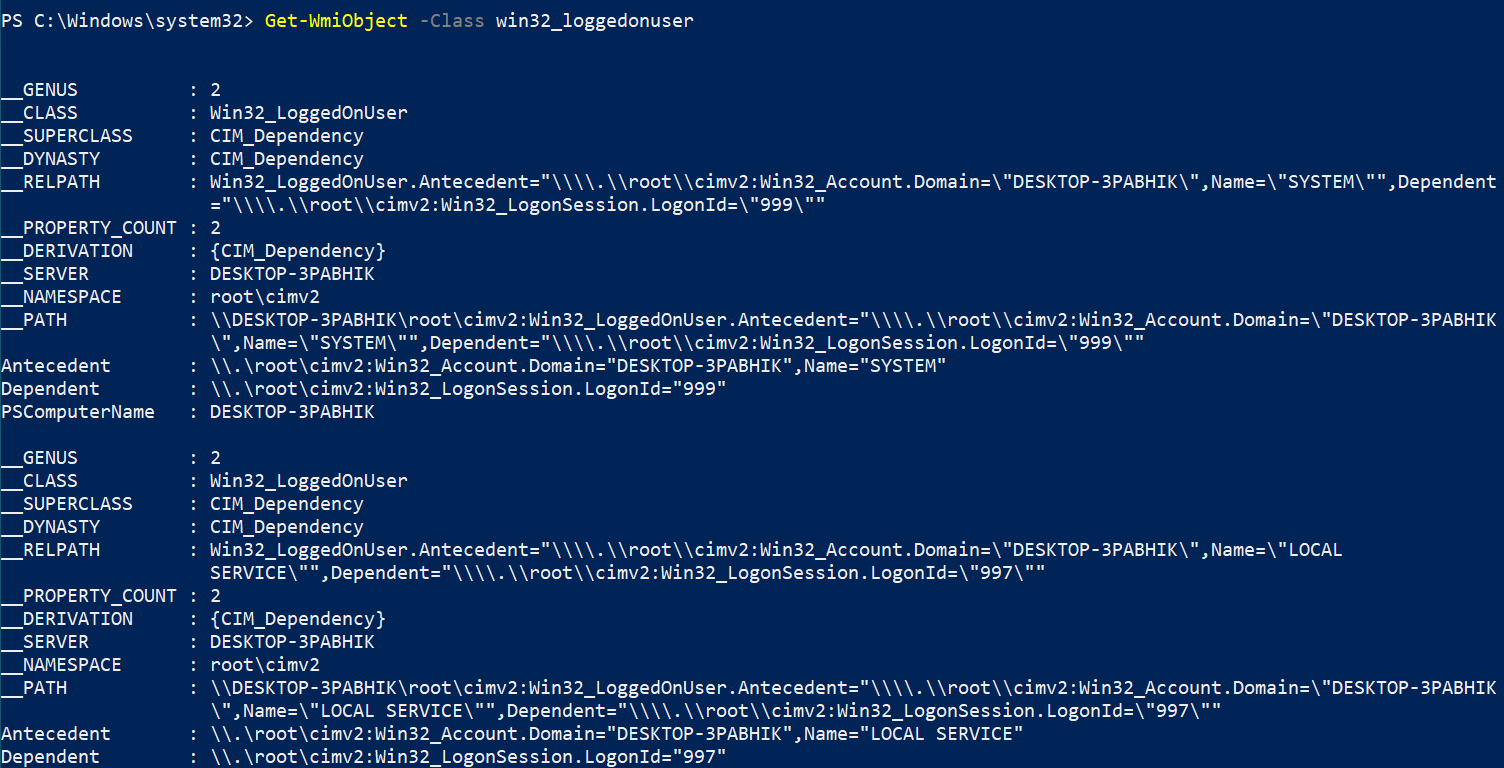 PS C:\Windows\system32> Get-WmiObject -Class win32_loggedonuser
__GENUS : 2
__CLASS : Win32_LoggedOnUser
__SUPERCLASS : CIM_Dependency
__DYNASTY : CIM_Dependency
__RELPATH : Win32_LoggedOnUser.Antecedent="\\\\.\\root\\cimv2:Win32_Account.Domain=\"DESKTOP-3PABHIK\",Name=\"SYSTEM\"",Dependent
="\\\\.\\root\\cimv2:Win32_LogonSession.LogonId=\"999\""
__PROPERTY_COUNT : 2
__DERIVATION : {CIM_Dependency}
__SERVER : DESKTOP-3PABHIK
__NAMESPACE : root\cimv2
__PATH : \\DESKTOP-3PABHIK\root\cimv2:Win32_LoggedOnUser.Antecedent="\\\\.\\root\\cimv2:Win32_Account.Domain=\"DESKTOP-3PABHIK
\",Name=\"SYSTEM\"",Dependent="\\\\.\\root\\cimv2:Win32_LogonSession.LogonId=\"999\""
Antecedent : \\.\root\cimv2:Win32_Account.Domain="DESKTOP-3PABHIK",Name="SYSTEM"
Dependent : \\.\root\cimv2:Win32_LogonSession.LogonId="999"
PSComputerName : DESKTOP-3PABHIK
__GENUS : 2
__CLASS : Win32_LoggedOnUser
__SUPERCLASS : CIM_Dependency
__DYNASTY : CIM_Dependency
__RELPATH : Win32_LoggedOnUser.Antecedent="\\\\.\\root\\cimv2:Win32_Account.Domain=\"DESKTOP-3PABHIK\",Name=\"LOCAL
SERVICE\"",Dependent="\\\\.\\root\\cimv2:Win32_LogonSession.LogonId=\"997\""
__PROPERTY_COUNT : 2
__DERIVATION : {CIM_Dependency}
__SERVER : DESKTOP-3PABHIK
__NAMESPACE : root\cimv2
__PATH : \\DESKTOP-3PABHIK\root\cimv2:Win32_LoggedOnUser.Antecedent="\\\\.\\root\\cimv2:Win32_Account.Domain=\"DESKTOP-3PABHIK
\",Name=\"LOCAL SERVICE\"",Dependent="\\\\.\\root\\cimv2:Win32_LogonSession.LogonId=\"997\""
Antecedent : \\.\root\cimv2:Win32_Account.Domain="DESKTOP-3PABHIK",Name="LOCAL SERVICE"
Dependent : \\.\root\cimv2:Win32_LogonSession.LogonId="997"